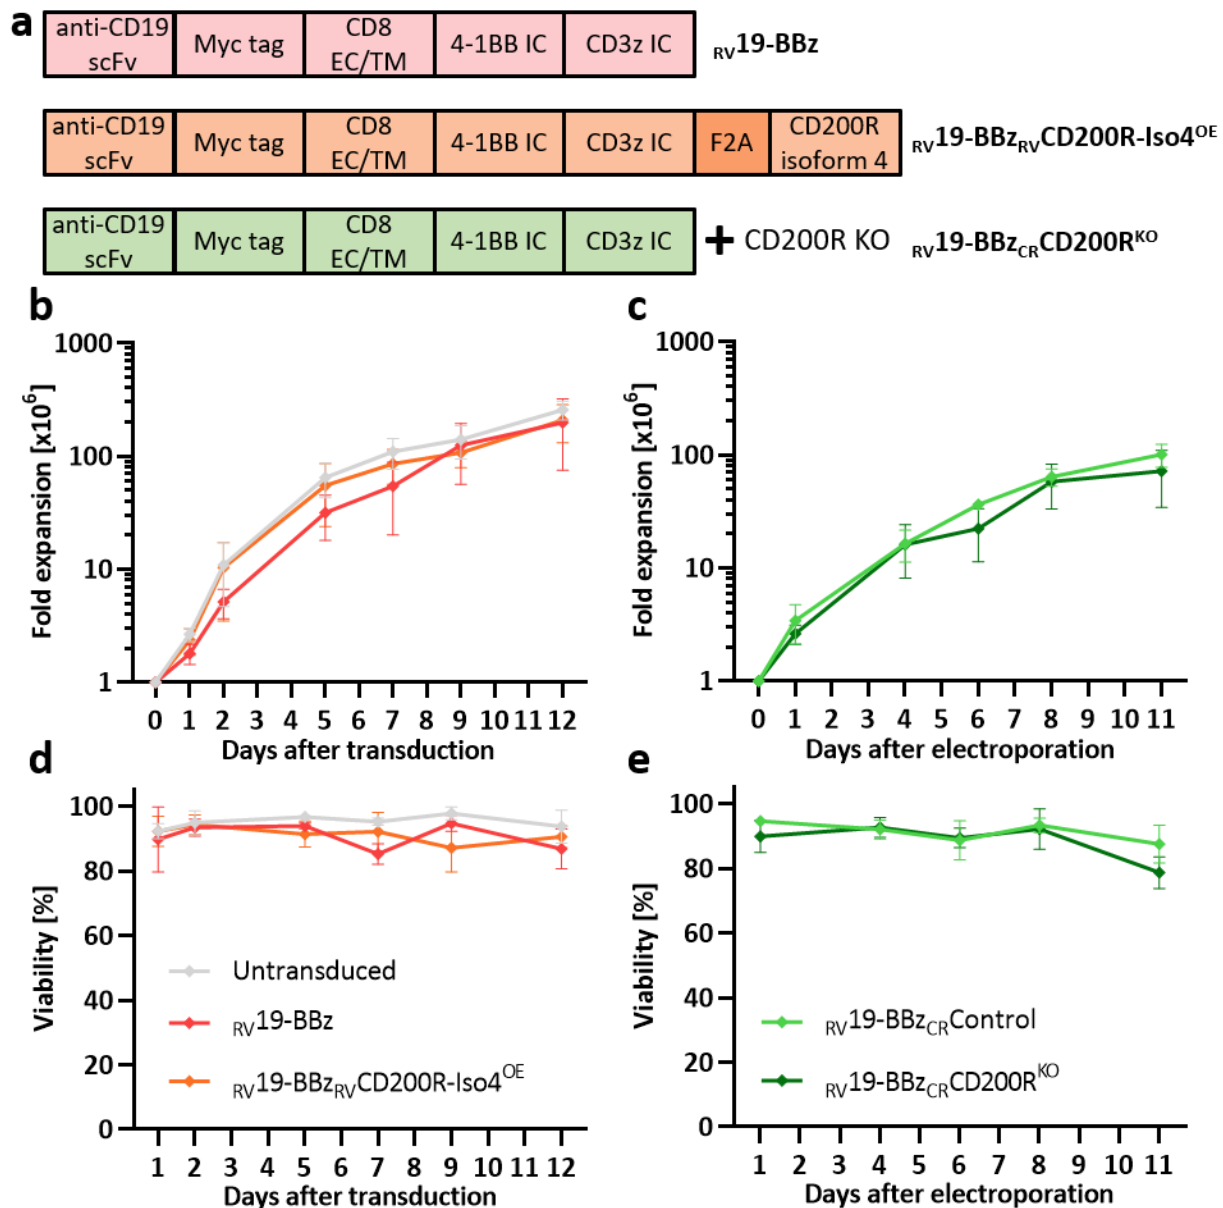 a
anti-CD19 scFv Myc tag CD8 EC/TM 4-1BB IC CD3z IC RV19-BBz
anti-CD19 scFv Myc tag CD8 EC/TM 4-1BB IC CD3z IC F2A CD200R isoform 4 RV19-BBzRVCD200R-Iso4OE
anti-CD19 scFv Myc tag CD8 EC/TM 4-1BB IC CD3z IC + CD200R KO RV19-BBzCRCD200RKO
b
Fold expansion [x10^6]
1000
100
10
1
0 1 2 3 4 5 6 7 8 9 10 11 12
Days after transduction
c
Fold expansion [x10^6]
1000
100
10
1
0 1 2 3 4 5 6 7 8 9 10 11
Days after electroporation
d
Viability [%]
100
80
60
40
20
0
Untransduced
RV19-BBz
RV19-BBzRVCD200R-Iso4OE
1 2 3 4 5 6 7 8 9 10 11 12
Days after transduction
e
Viability [%]
100
80
60
40
20
0
RV19-BBzCRControl
RV19-BBzCRCD200RKO
1 2 3 4 5 6 7 8 9 10 11
Days after electroporation